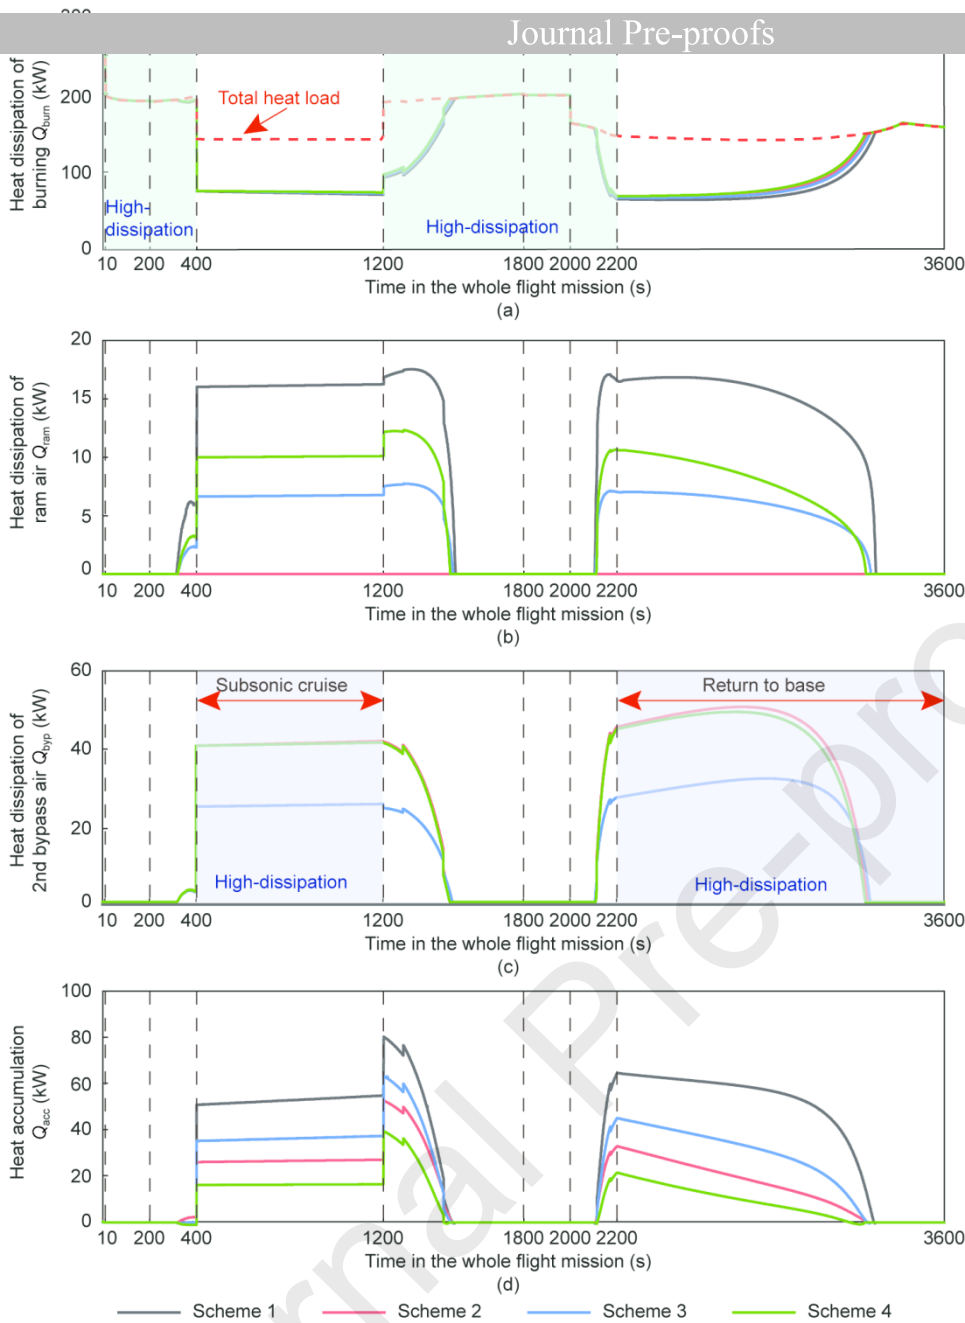 300
Journal Pre-proofs
Heat dissipation of
burning Qburn (kW)
200
100
0
Total heat load
High-
dissipation
High-dissipation
10 200 400 1200 1800 2000 2200 3600
Time in the whole flight mission (s)
(a)
Heat dissipation of
ram air Qram (kW)
20
15
10
5
0
10 200 400 1200 1800 2000 2200 3600
Time in the whole flight mission (s)
(b)
Heat dissipation of
2nd bypass air Qbyp (kW)
60
40
20
0
Subsonic cruise
Return to base
High-dissipation
High-dissipation
10 200 400 1200 1800 2000 2200 3600
Time in the whole flight mission (s)
(c)
Heat accumulation
Qacc (kW)
100
80
60
40
20
0
10 200 400 1200 1800 2000 2200 3600
Time in the whole flight mission (s)
(d)
Scheme 1 Scheme 2 Scheme 3 Scheme 4